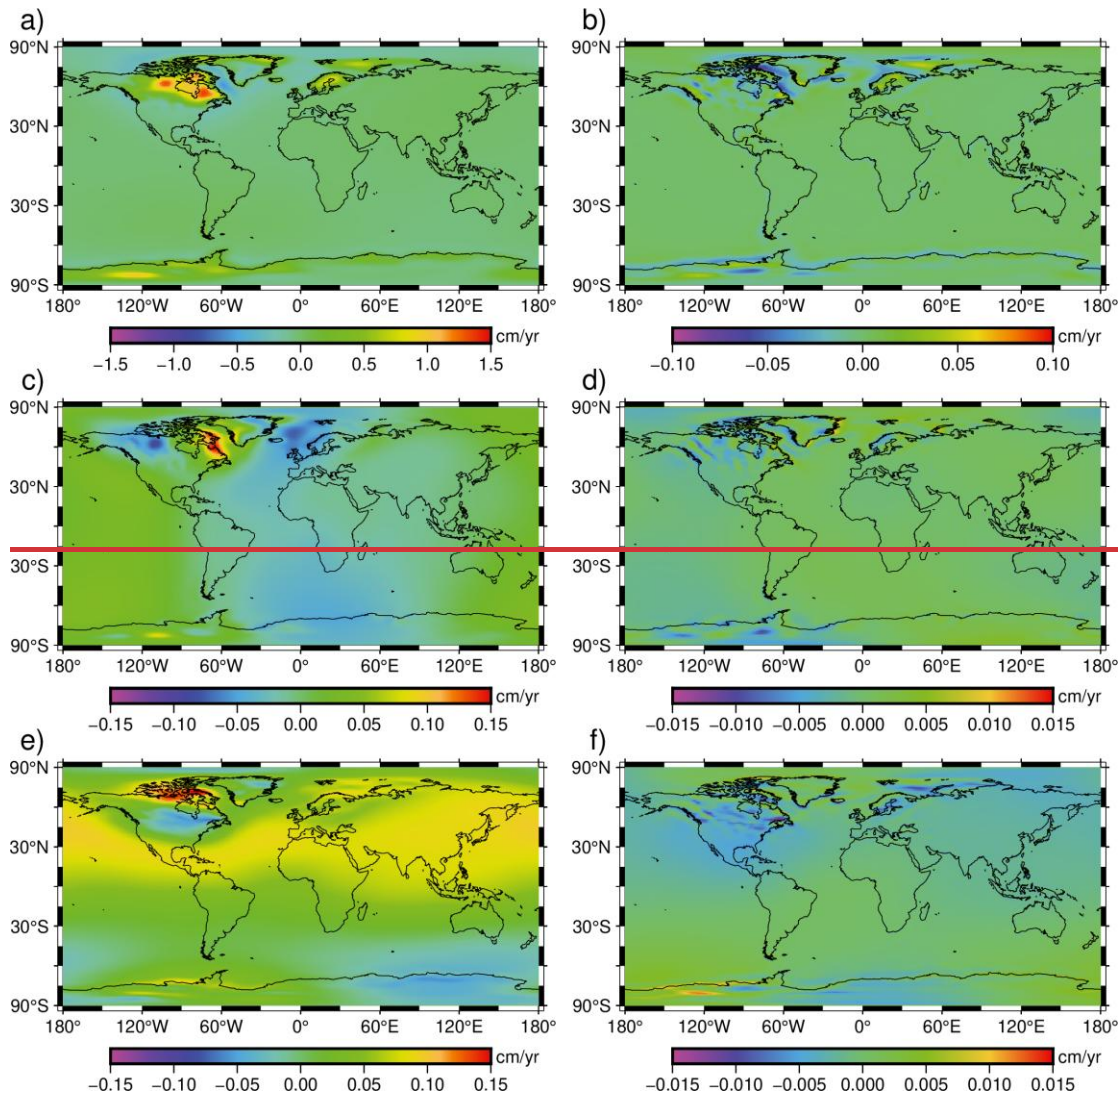 a) b)
90°N 90°N
30°N 30°N
30°S 30°S
90°S 90°S
180° 120°W 60°W 0° 60°E 120°E 180° 180° 120°W 60°W 0° 60°E 120°E 180°
cm/yr cm/yr
−1.5 −1.0 −0.5 0.0 0.5 1.0 1.5 −0.10 −0.05 0.00 0.05 0.10
c) d)
90°N 90°N
30°N 30°N
30°S 30°S
90°S 90°S
180° 120°W 60°W 0° 60°E 120°E 180° 180° 120°W 60°W 0° 60°E 120°E 180°
cm/yr cm/yr
−0.15 −0.10 −0.05 0.00 0.05 0.10 0.15 −0.015 −0.010 −0.005 0.000 0.005 0.010 0.015
e) f)
90°N 90°N
30°N 30°N
30°S 30°S
90°S 90°S
180° 120°W 60°W 0° 60°E 120°E 180° 180° 120°W 60°W 0° 60°E 120°E 180°
cm/yr cm/yr
−0.15 −0.10 −0.05 0.00 0.05 0.10 0.15 −0.015 −0.010 −0.005 0.000 0.005 0.010 0.015